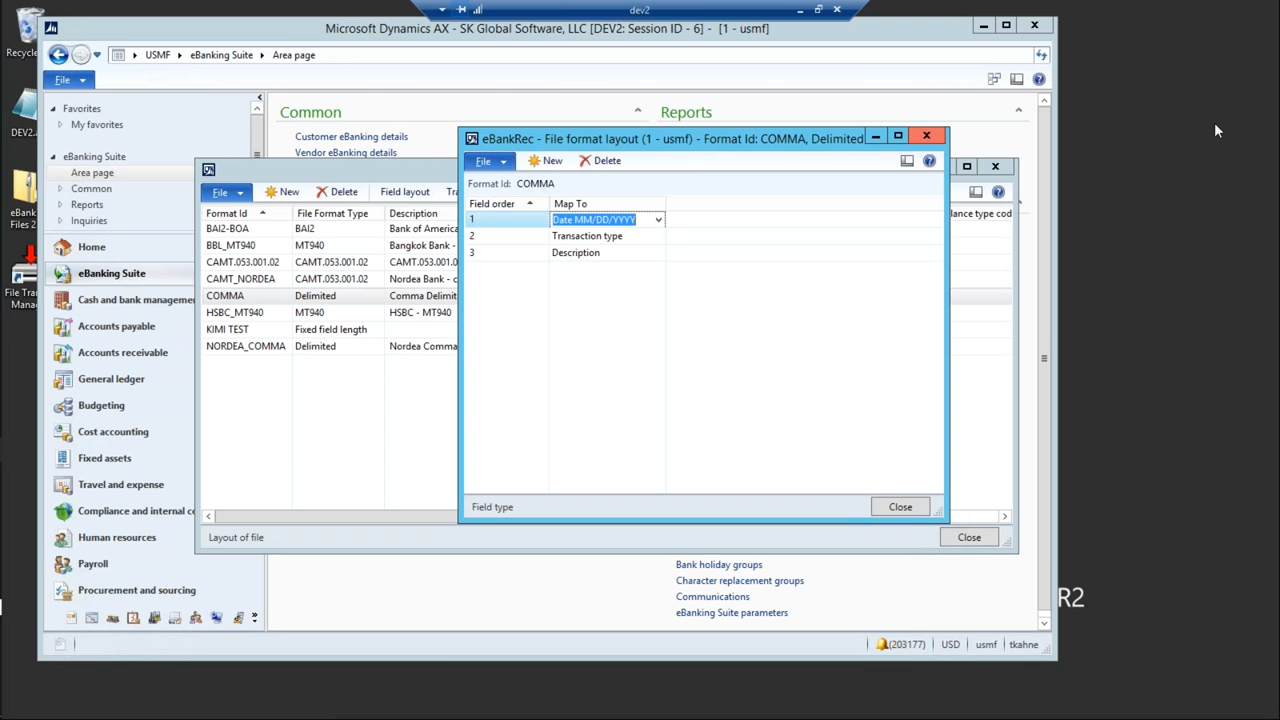 dev2
Microsoft Dynamics AX - SK Global Software, LLC [DEV2: Session ID - 6] - [1 - usmf]
USMF eBanking Suite Area page
File
Recycle
DEV2.a
eBank
Files 2
File Tran
Mana
Favorites
My favorites
eBanking Suite
Area page
Common
Reports
Inquiries
Home
eBanking Suite
Cash and bank managemen
Accounts payable
Accounts receivable
General ledger
Budgeting
Cost accounting
Fixed assets
Travel and expense
Compliance and internal co
Human resources
Payroll
Procurement and sourcing
Common
Customer eBanking details
Vendor eBanking details
Reports
File New Delete Field layout Tra
Format Id File Format Type Description lance type cod
BAI2-BOA BAI2 Bank of America
BBL_MT940 MT940 Bangkok Bank -
CAMT.053.001.02 CAMT.053.001.02 CAMT.053.001.0
CAMT_NORDEA CAMT.053.001.02 Nordea Bank - c
COMMA Delimited Comma Delimit
HSBC_MT940 MT940 HSBC - MT940
KIMI TEST Fixed field length
NORDEA_COMMA Delimited Nordea Comma
Layout of file Close
eBankRec - File format layout (1 - usmf) - Format Id: COMMA, Delimited
File New Delete
Format Id: COMMA
Field order Map To
1 Date MM/DD/YYYY
2 Transaction type
3 Description
Field type Close
Bank holiday groups
Character replacement groups
Communications
eBanking Suite parameters
R2
(203177) USD usmf tkahne